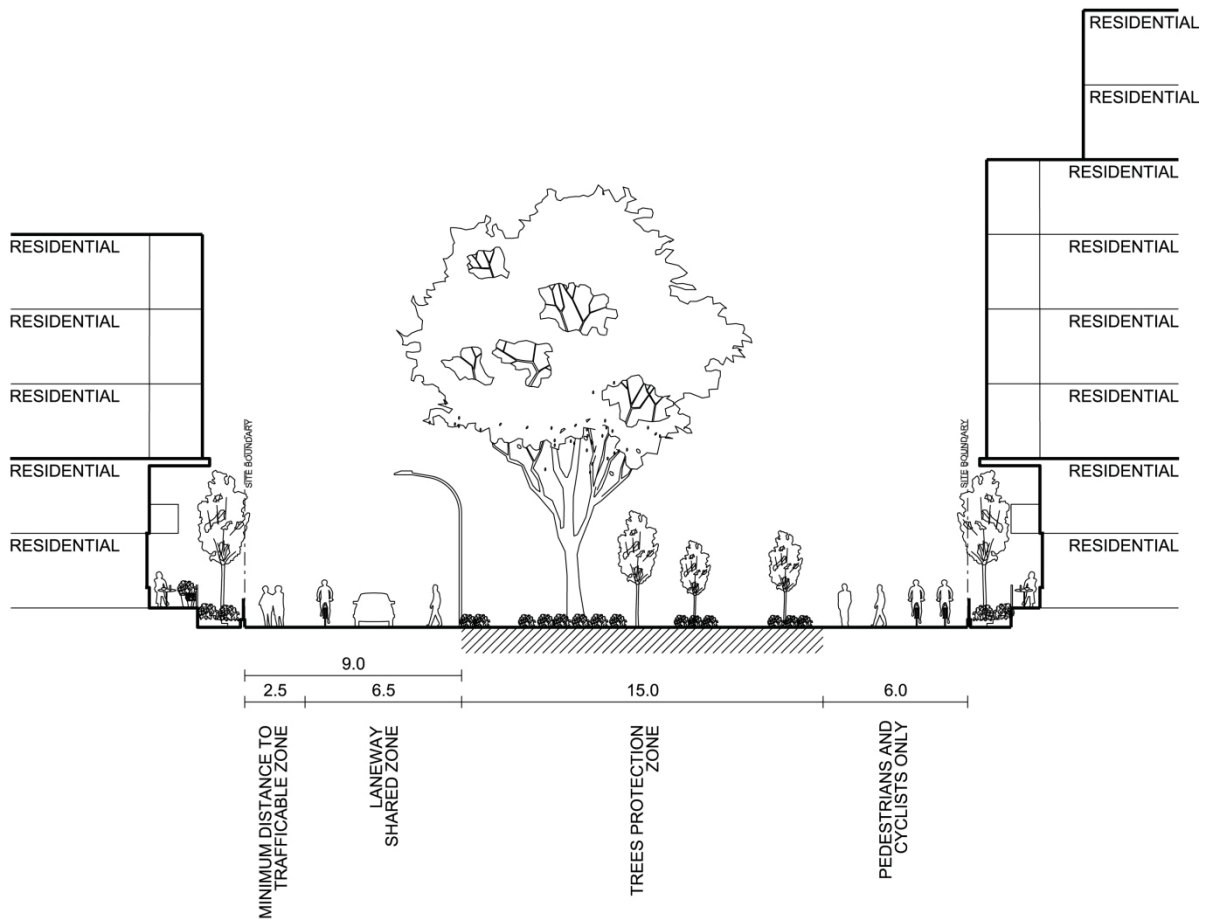 RESIDENTIAL
RESIDENTIAL
RESIDENTIAL
RESIDENTIAL
RESIDENTIAL
RESIDENTIAL
RESIDENTIAL
RESIDENTIAL
RESIDENTIAL
RESIDENTIAL
RESIDENTIAL
SITE BOUNDARY
SITE BOUNDARY
RESIDENTIAL
RESIDENTIAL
9.0
2.5
6.5
15.0
6.0
MINIMUM DISTANCE TO
TRAFFICABLE ZONE
LANEWAY
SHARED ZONE
TREES PROTECTION
ZONE
PEDESTRIANS AND
CYCLISTS ONLY